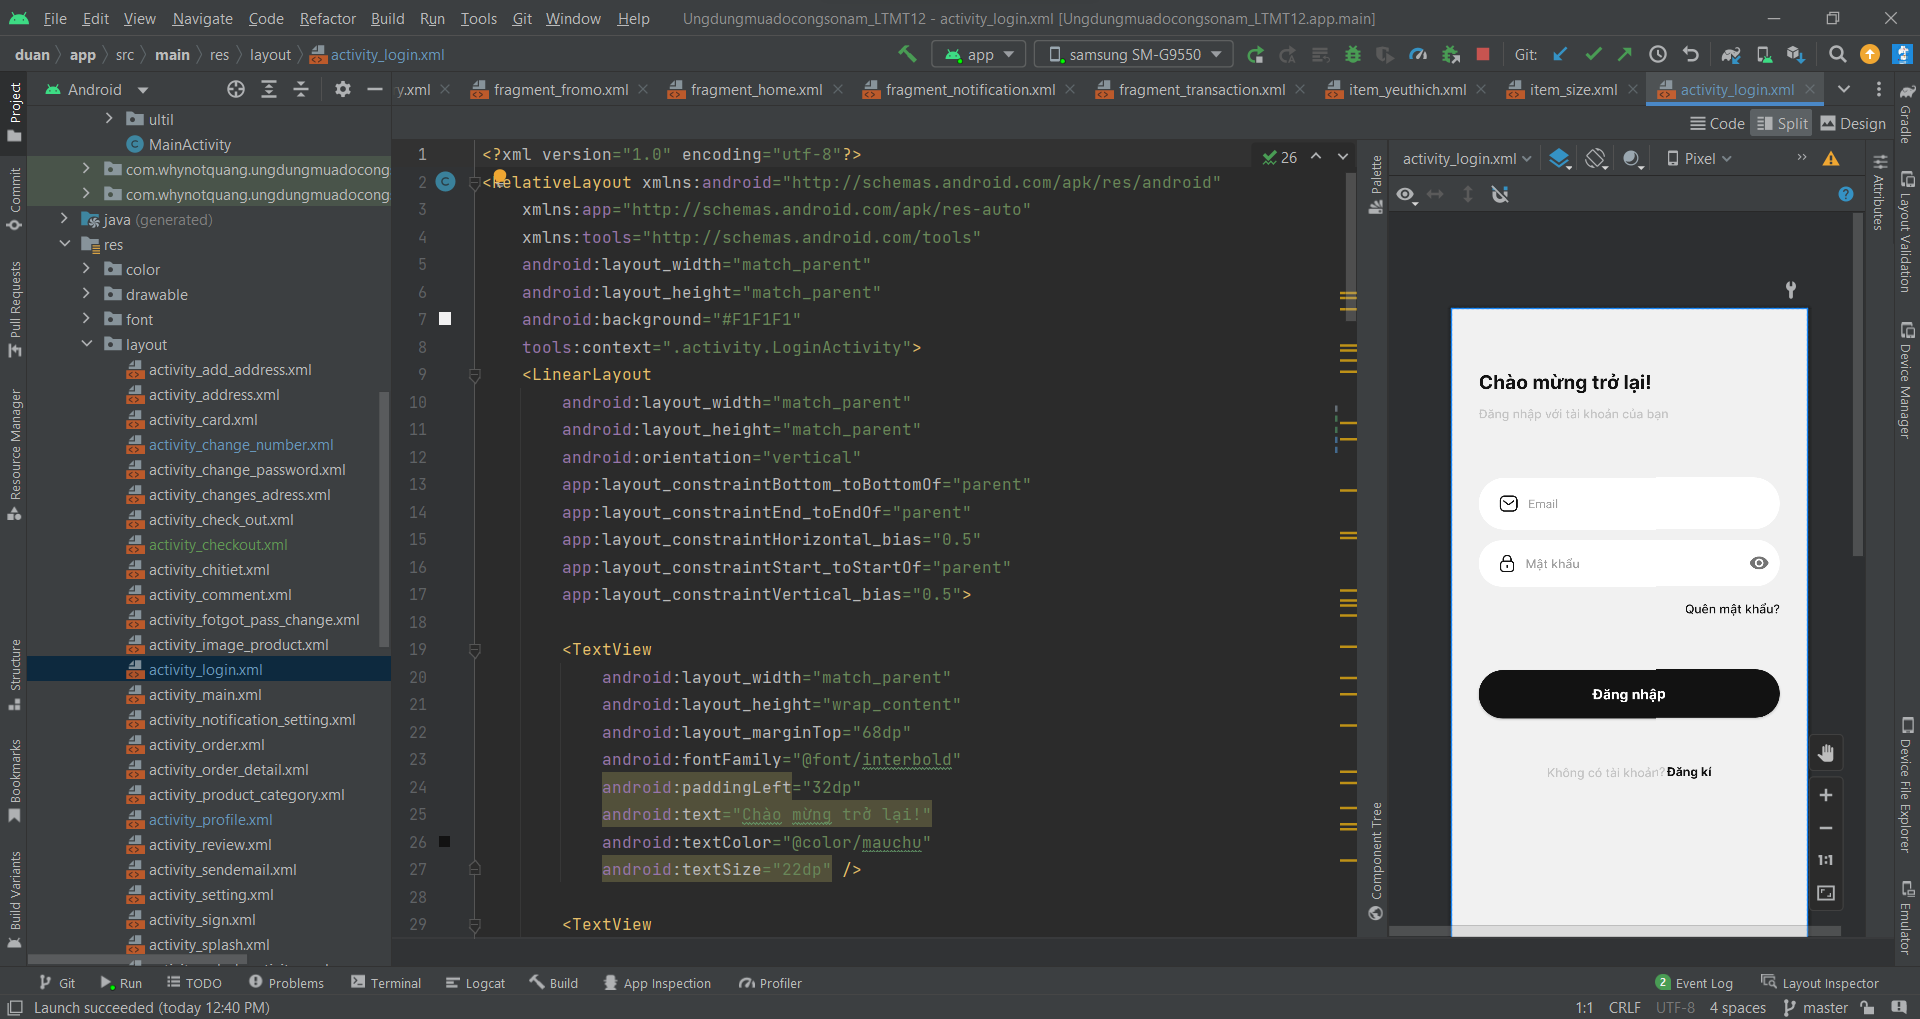 File Edit View Navigate Code Refactor Build Run Tools Git Window Help Ungdungmuadocongsonam_LTMT12 - activity_login.xml [Ungdungmuadocongsonam_LTMT12.app.main]
duan app src main res layout activity_login.xml app samsung SM-G9550 Git:
Android y.xml fragment_fromo.xml fragment_home.xml fragment_notification.xml fragment_transaction.xml item_yeuthich.xml item_size.xml activity_login.xml
Code Split Design
Project
Commit
Pull Requests
Resource Manager
Structure
Bookmarks
Build Variants
ultil
MainActivity
com.whynotquang.ungdungmuadocong
com.whynotquang.ungdungmuadocong
java (generated)
res
color
drawable
font
layout
activity_add_address.xml
activity_address.xml
activity_card.xml
activity_change_number.xml
activity_change_password.xml
activity_changes_adress.xml
activity_check_out.xml
activity_checkout.xml
activity_chitiet.xml
activity_comment.xml
activity_fotgot_pass_change.xml
activity_image_product.xml
activity_login.xml
activity_main.xml
activity_notification_setting.xml
activity_order.xml
activity_order_detail.xml
activity_product_category.xml
activity_profile.xml
activity_review.xml
activity_sendemail.xml
activity_setting.xml
activity_sign.xml
activity_splash.xml
26
1 <?xml version="1.0" encoding="utf-8"?>
2 <RelativeLayout xmlns:android="http://schemas.android.com/apk/res/android"
3 xmlns:app="http://schemas.android.com/apk/res-auto"
4 xmlns:tools="http://schemas.android.com/tools"
5 android:layout_width="match_parent"
6 android:layout_height="match_parent"
7 android:background="#F1F1F1"
8 tools:context=".activity.LoginActivity">
9 <LinearLayout
10 android:layout_width="match_parent"
11 android:layout_height="match_parent"
12 android:orientation="vertical"
13 app:layout_constraintBottom_toBottomOf="parent"
14 app:layout_constraintEnd_toEndOf="parent"
15 app:layout_constraintHorizontal_bias="0.5"
16 app:layout_constraintStart_toStartOf="parent"
17 app:layout_constraintVertical_bias="0.5">
18
19 <TextView
20 android:layout_width="match_parent"
21 android:layout_height="wrap_content"
22 android:layout_marginTop="68dp"
23 android:fontFamily="@font/interbold"
24 android:paddingLeft="32dp"
25 android:text="Chào mừng trở lại!"
26 android:textColor="@color/mauchu"
27 android:textSize="22dp" />
28
29 <TextView
Palette
Component Tree
activity_login.xml Pixel
Chào mừng trở lại!
Đăng nhập với tài khoản của bạn
Email
Mật khẩu
Quên mật khẩu?
Đăng nhập
Không có tài khoản? Đăng kí
1:1
Attributes
Gradle
Layout Validation
Device Manager
Device File Explorer
Emulator
Git Run TODO Problems Terminal Logcat Build App Inspection Profiler 2 Event Log Layout Inspector
Launch succeeded (today 12:40 PM) 1:1 CRLF UTF-8 4 spaces master